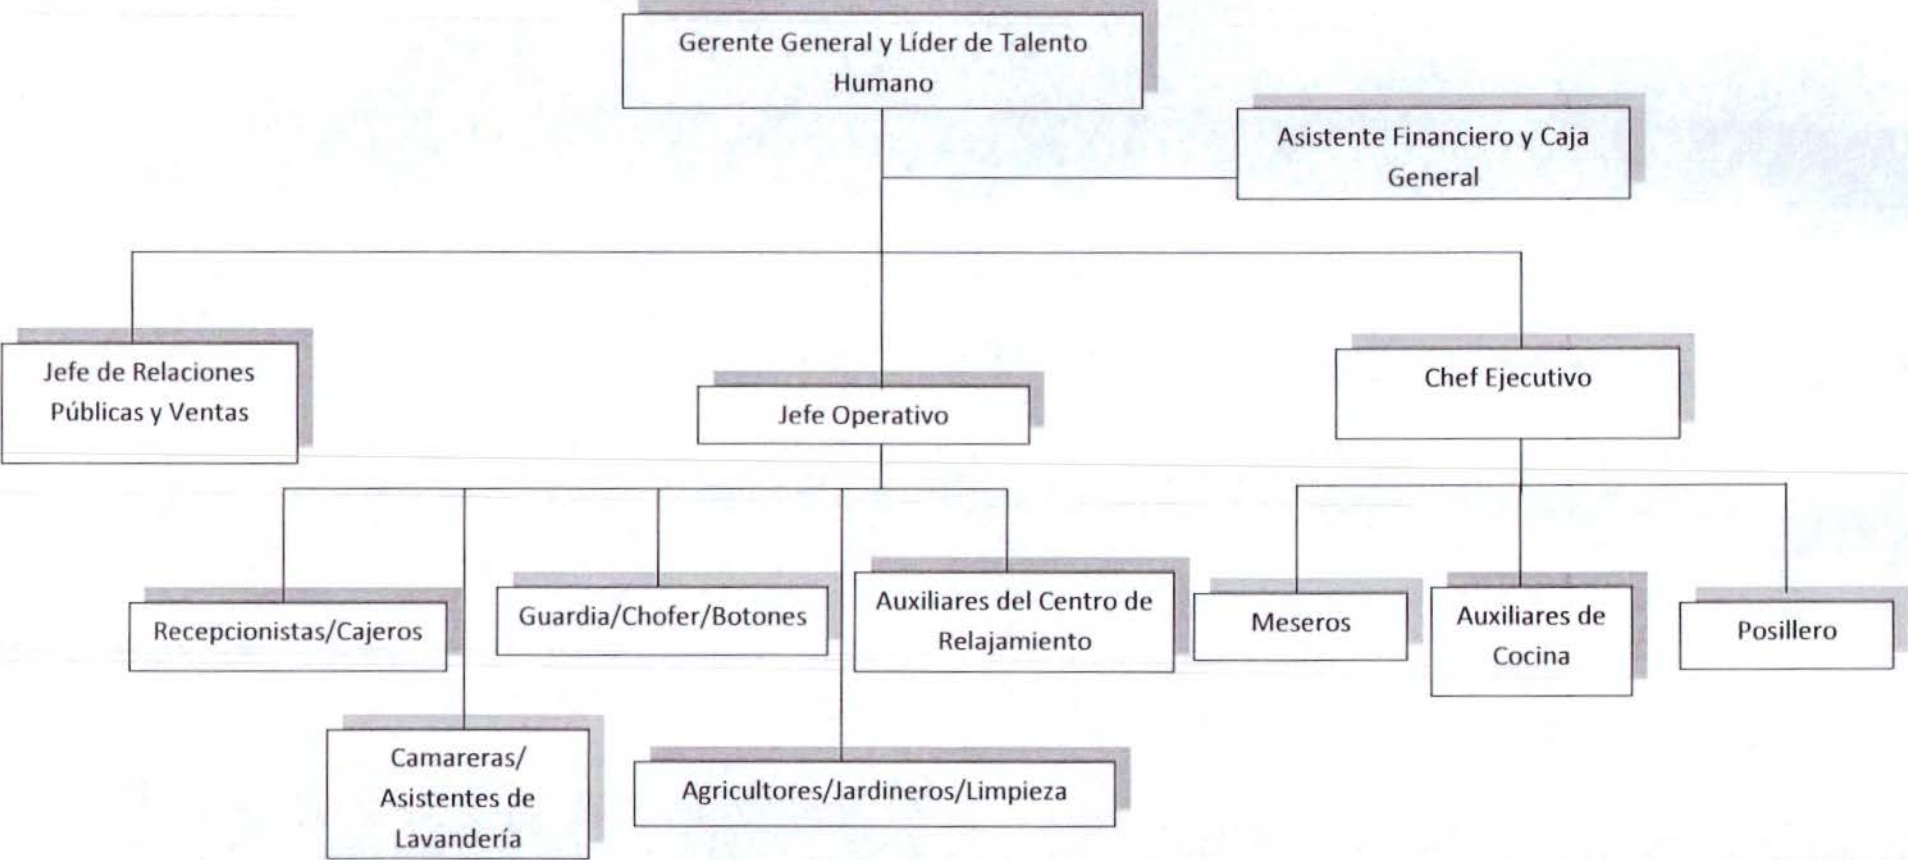 Gerente General y Líder de Talento
Humano
Asistente Financiero y Caja
General
Jefe de Relaciones
Públicas y Ventas
Jefe Operativo
Chef Ejecutivo
Recepcionistas/Cajeros
Guardia/Chofer/Botones
Auxiliares del Centro de
Relajamiento
Meseros
Auxiliares de
Cocina
Posillero
Camareras/
Asistentes de
Lavandería
Agricultores/Jardineros/Limpieza